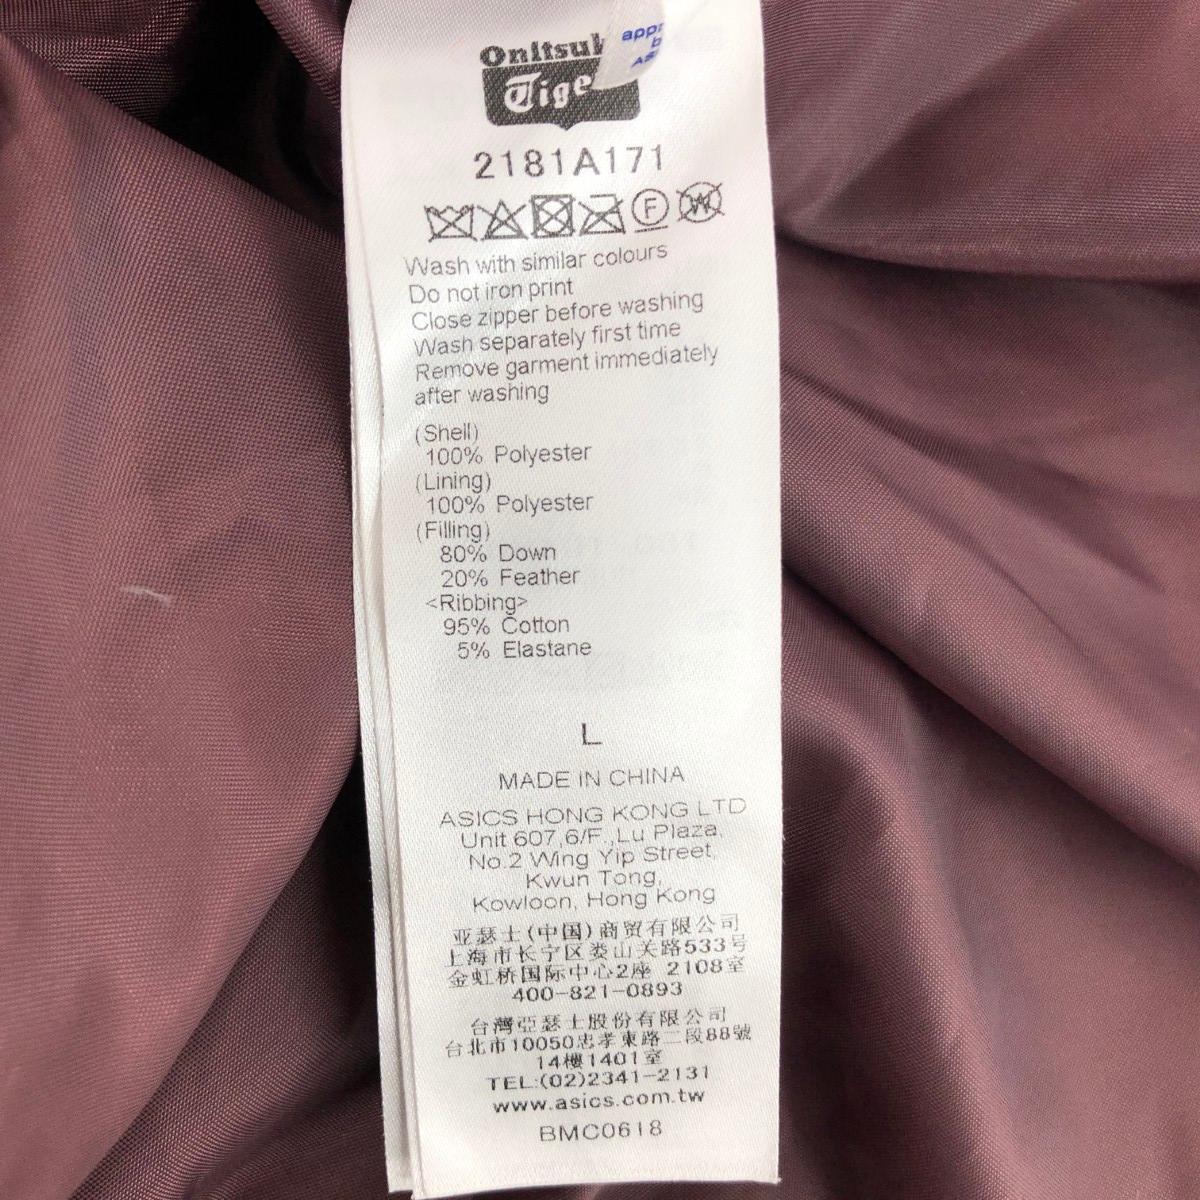 Onitsuk
Tige
appr
b
AS
2181A171
F W
Wash with similar colours
Do not iron print
Close zipper before washing
Wash separately first time
Remove garment immediately
after washing
(Shell)
100% Polyester
(Lining)
100% Polyester
(Filling)
80% Down
20% Feather
<Ribbing>
95% Cotton
5% Elastane
L
MADE IN CHINA
ASICS HONG KONG LTD
Unit 607,6/F.,Lu Plaza,
No.2 Wing Yip Street,
Kwun Tong,
Kowloon, Hong Kong
亚瑟士(中国)商贸有限公司
上海市长宁区娄山关路533号
金虹桥国际中心2座 2108室
400-821-0893
台灣亞瑟士股份有限公司
台北市10050忠孝東路二段88號
14樓1401室
TEL:(02)2341-2131
www.asics.com.tw
BMC0618